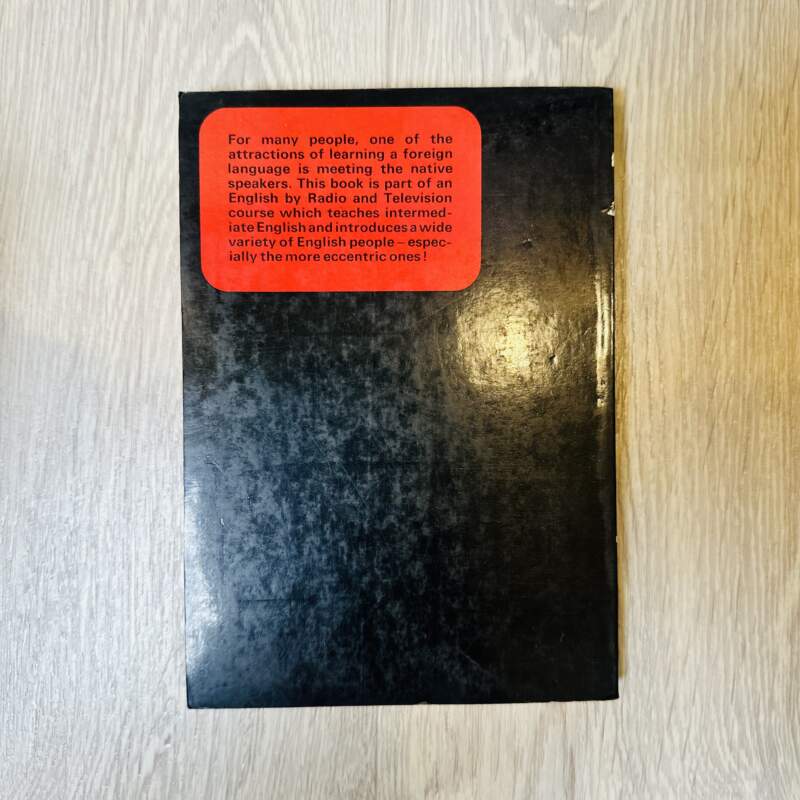 For many people, one of the
attractions of learning a foreign
language is meeting the native
speakers. This book is part of an
English by Radio and Television
course which teaches intermed-
iate English and introduces a wide
variety of English people – espec-
ially the more eccentric ones!